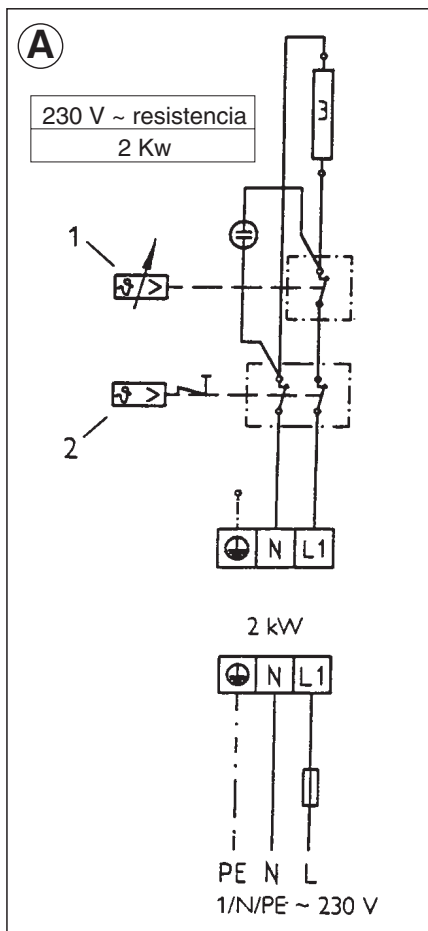 A
230 V ~ resistencia
2 Kw
1
ϑ >
ϑ >
2
N L1
2 kW
N L1
PE N L
1/N/PE ~ 230 V